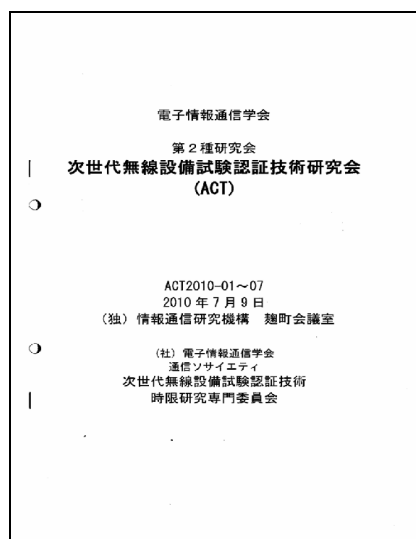 電子情報通信学会
第２種研究会
次世代無線設備試験認証技術研究会
(ACT)
ACT2010-01～07
2010年7月9日
（独）情報通信研究機構　麹町会議室
（社）電子情報通信学会
通信ソサイエティ
次世代無線設備試験認証技術
時限研究専門委員会